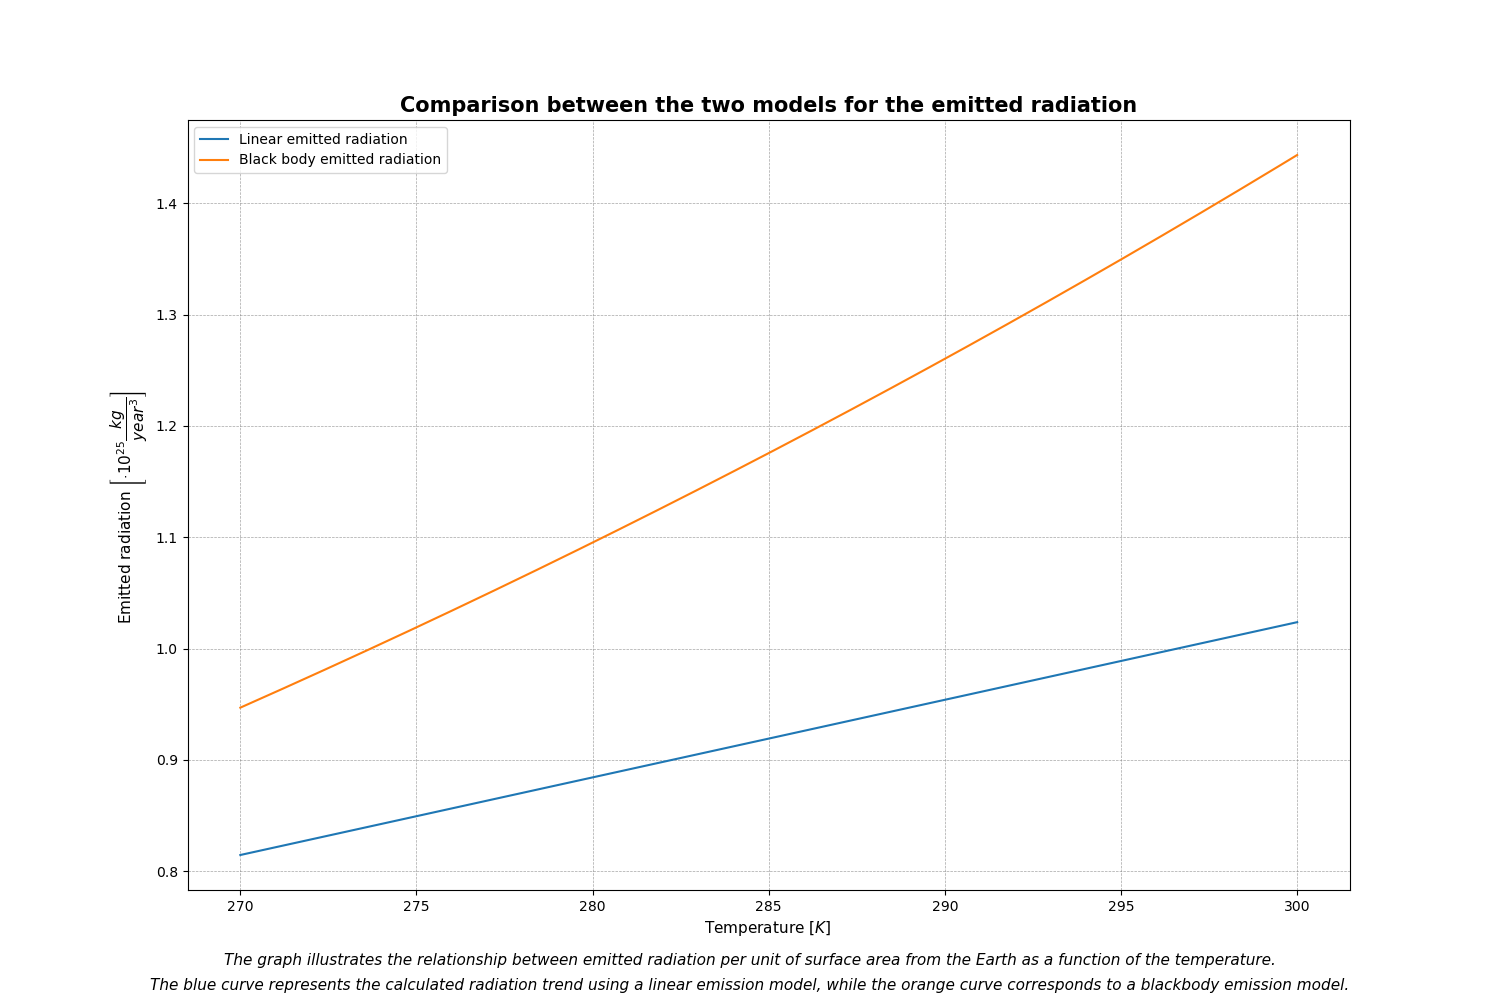 Comparison between the two models for the emitted radiation
Linear emitted radiation
Black body emitted radiation
1.4
1.3
1.2
1.1
1.0
0.9
0.8
Emitted radiation [·10^25 kg/year^3]
270 275 280 285 290 295 300
Temperature [K]
The graph illustrates the relationship between emitted radiation per unit of surface area from the Earth as a function of the temperature.
The blue curve represents the calculated radiation trend using a linear emission model, while the orange curve corresponds to a blackbody emission model.